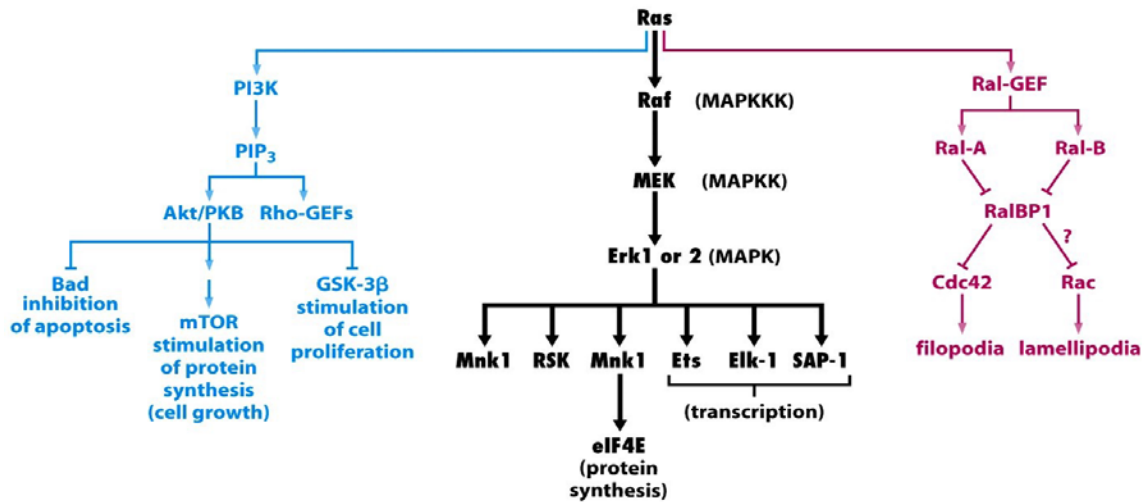 Ras
PI3K
PIP3
Akt/PKB Rho-GEFs
Bad
inhibition
of apoptosis
mTOR
stimulation
of protein
synthesis
(cell growth)
GSK-3β
stimulation
of cell
proliferation
Raf (MAPKKK)
MEK (MAPKK)
Erk1 or 2 (MAPK)
Mnk1 RSK Mnk1 Ets Elk-1 SAP-1
(transcription)
eIF4E
(protein
synthesis)
Ral-GEF
Ral-A Ral-B
RalBP1
?
Cdc42 Rac
filopodia lamellipodia